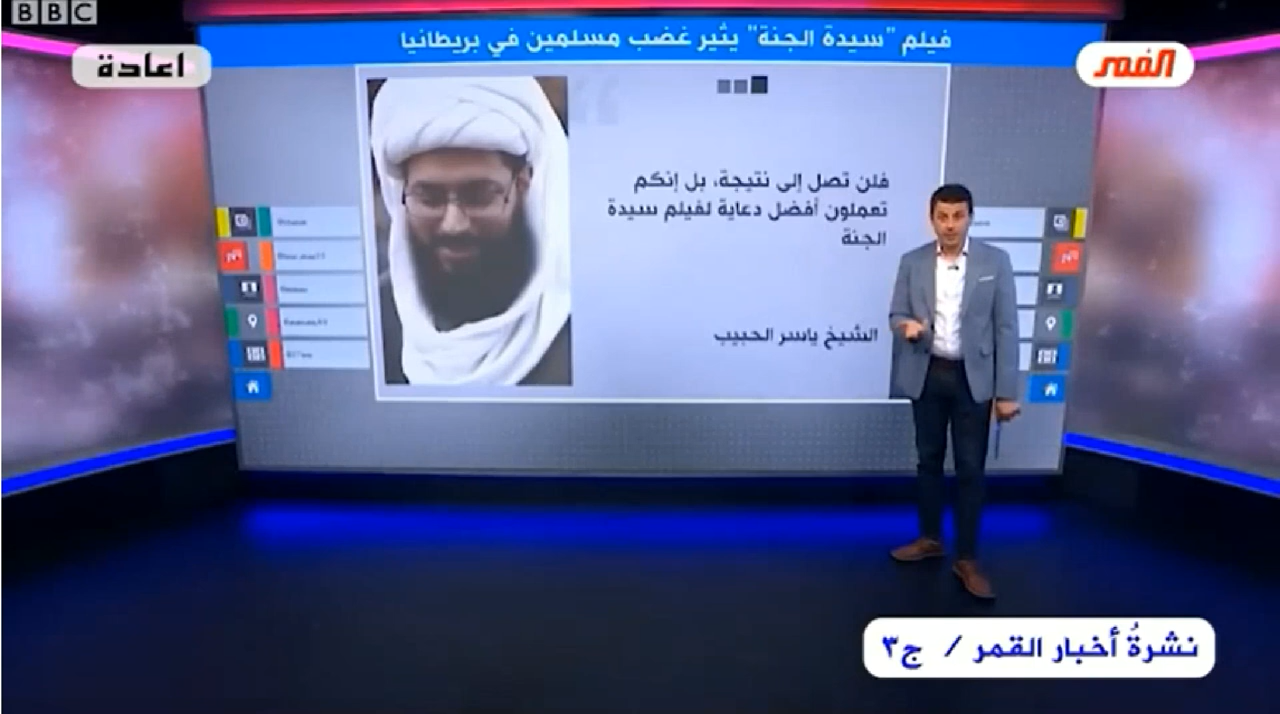 BBC
فيلم "سيدة الجنة" يثير غضب مسلمين في بريطانيا
اعادة
القمر
فلن تصل إلى نتيجة، بل إنكم
تعملون أفضل دعاية لفيلم سيدة
الجنة
الشيخ ياسر الحبيب
نشرةُ أخبار القمر / ج٣